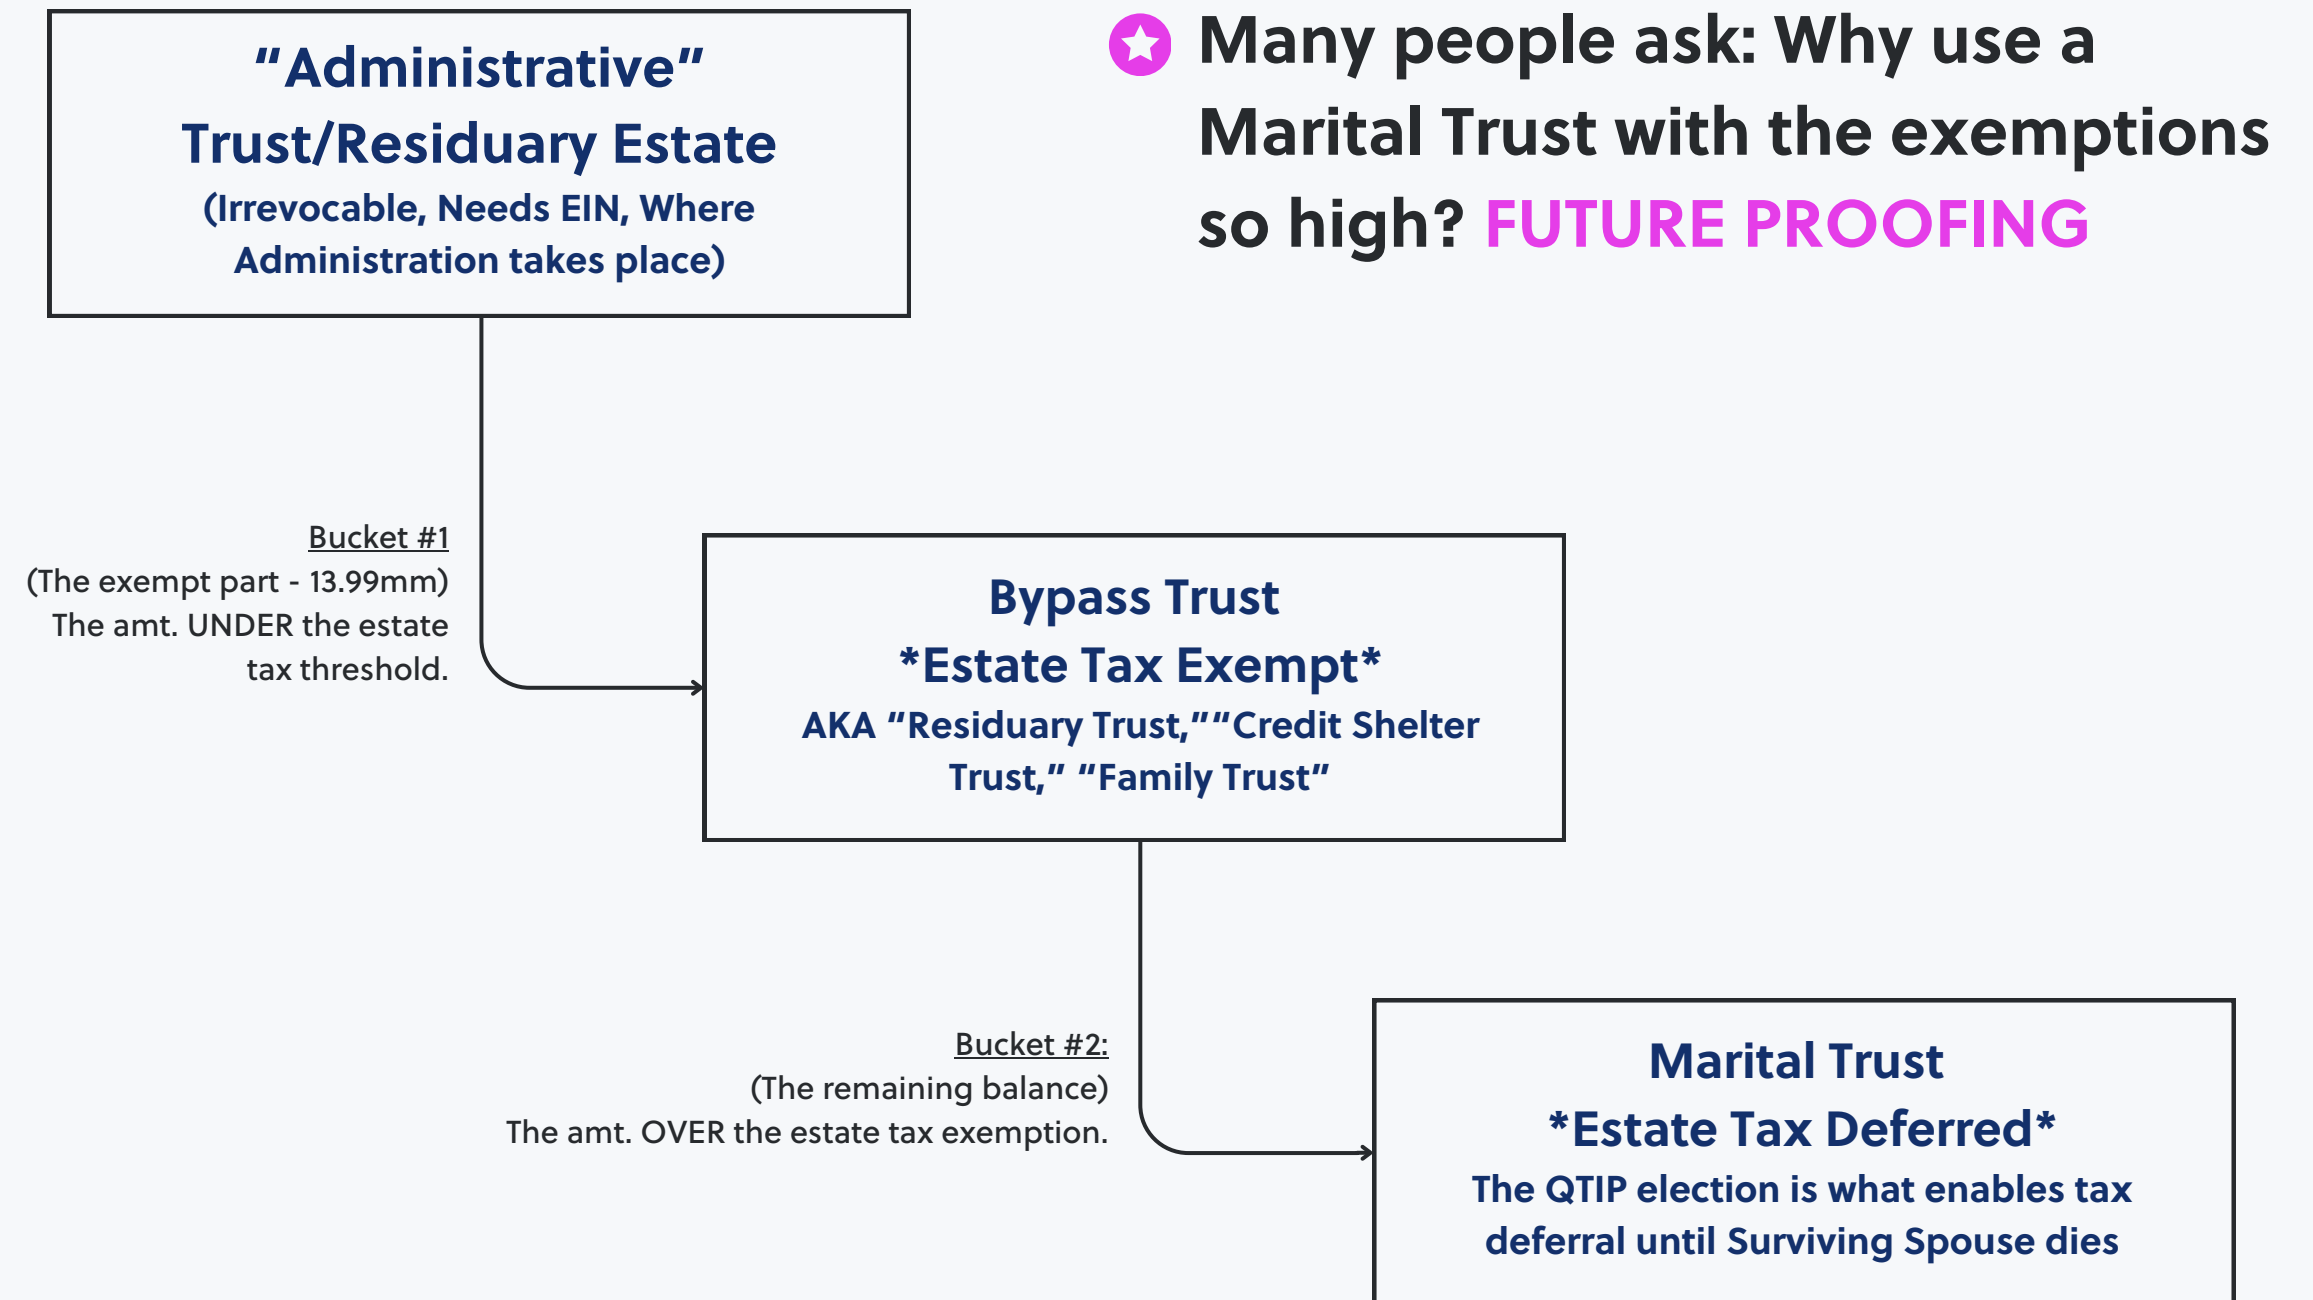 “Administrative”
Trust/Residuary Estate
(Irrevocable, Needs EIN, Where
Administration takes place)
Many people ask: Why use a
Marital Trust with the exemptions
so high? FUTURE PROOFING
Bucket #1
(The exempt part - 13.99mm)
The amt. UNDER the estate
tax threshold.
Bypass Trust
*Estate Tax Exempt*
AKA “Residuary Trust,”“Credit Shelter
Trust,” “Family Trust”
Bucket #2:
(The remaining balance)
The amt. OVER the estate tax exemption.
Marital Trust
*Estate Tax Deferred*
The QTIP election is what enables tax
deferral until Surviving Spouse dies